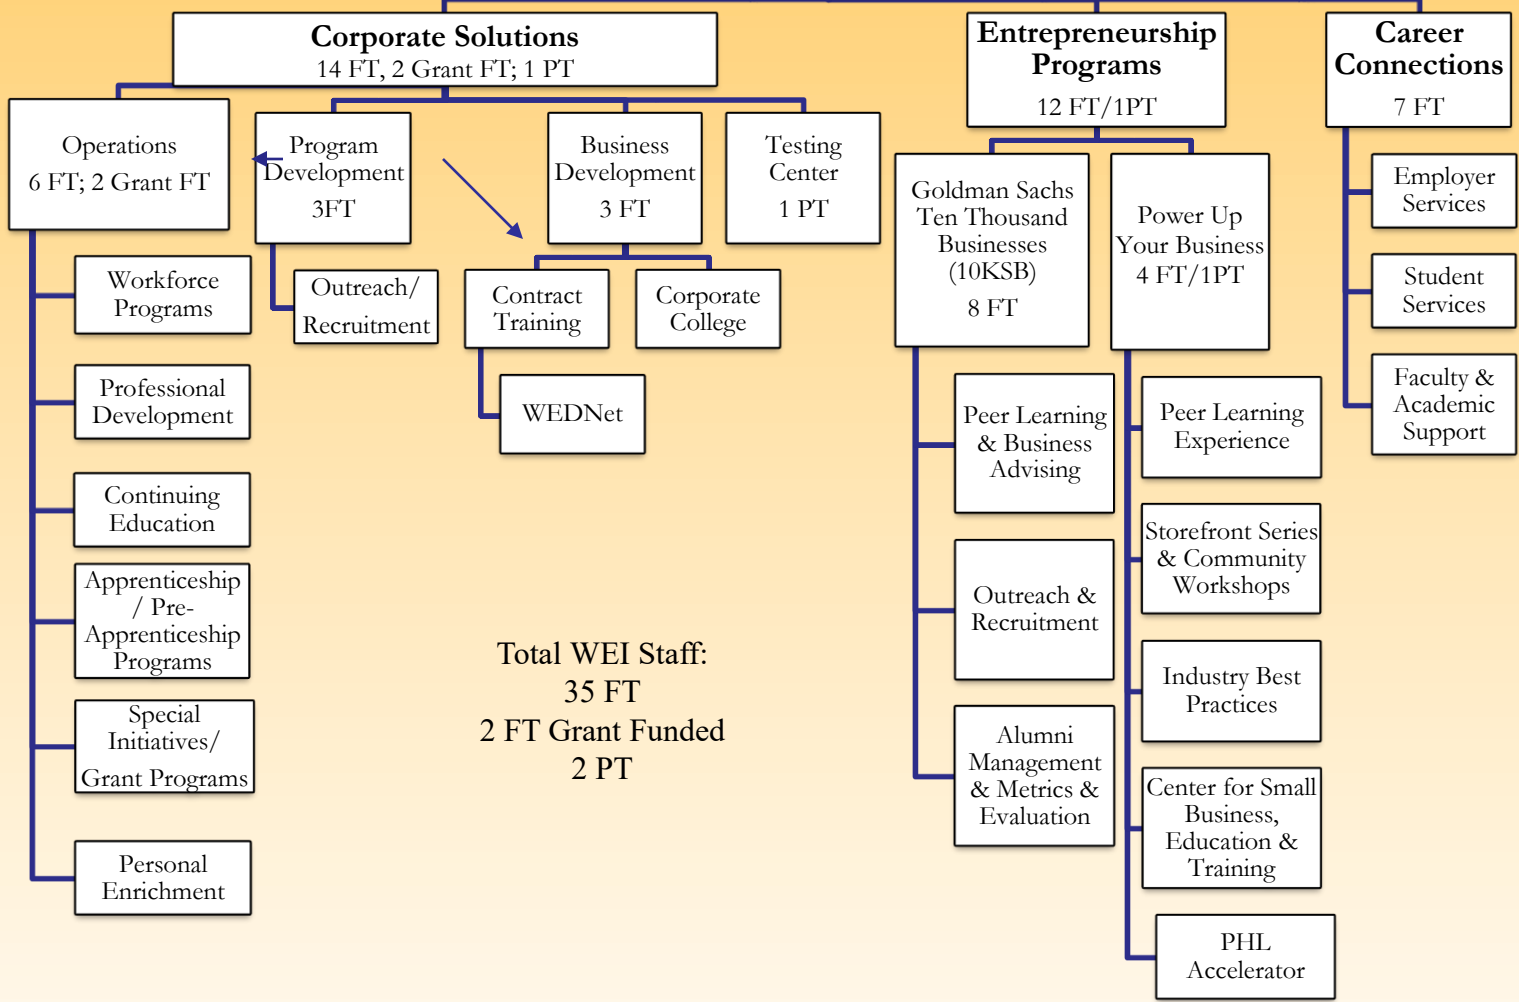 Corporate Solutions
14 FT, 2 Grant FT; 1 PT
Operations
6 FT; 2 Grant FT
Workforce
Programs
Professional
Development
Continuing
Education
Apprenticeship
/ Pre-
Apprenticeship
Programs
Special
Initiatives/
Grant Programs
Personal
Enrichment
Program
Development
3FT
Outreach/
Recruitment
Business
Development
3 FT
Contract
Training
WEDNet
Corporate
College
Testing
Center
1 PT
Total WEI Staff:
35 FT
2 FT Grant Funded
2 PT
Entrepreneurship
Programs
12 FT/1PT
Goldman Sachs
Ten Thousand
Businesses
(10KSB)
8 FT
Peer Learning
& Business
Advising
Outreach &
Recruitment
Alumni
Management
& Metrics &
Evaluation
Power Up
Your Business
4 FT/1PT
Peer Learning
Experience
Storefront Series
& Community
Workshops
Industry Best
Practices
Center for Small
Business,
Education &
Training
PHL
Accelerator
Career
Connections
7 FT
Employer
Services
Student
Services
Faculty &
Academic
Support